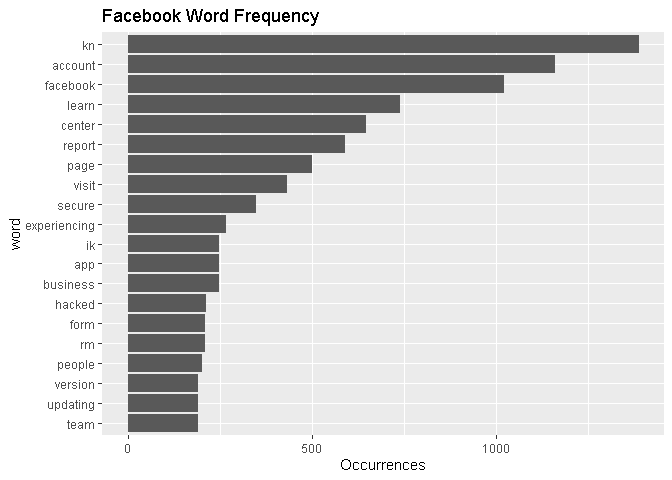 Facebook Word Frequency
kn
account
facebook
learn
center
report
page
visit
secure
experiencing
ik
app
business
hacked
form
rm
people
version
updating
team
word
0 500 1000
Occurrences